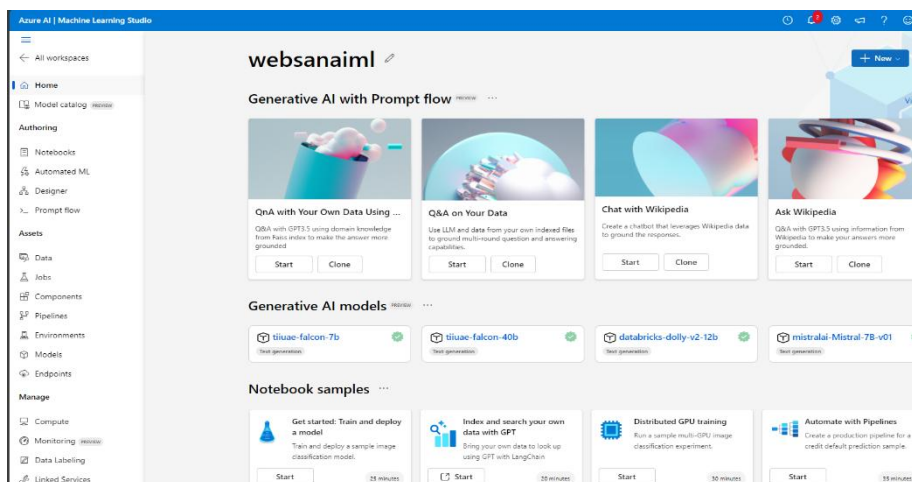 Azure AI | Machine Learning Studio
2
All workspaces
Home
Model catalog PREVIEW
Authoring
Notebooks
Automated ML
Designer
Prompt flow
Assets
Data
Jobs
Components
Pipelines
Environments
Models
Endpoints
Manage
Compute
Monitoring PREVIEW
Data Labeling
Linked Services
websanaiml
New
Generative AI with Prompt flow PREVIEW ...
QnA with Your Own Data Using ...
Q&A with GPT3.5 using domain knowledge
from Faiss index to make the answer more
grounded
Start Clone
Q&A on Your Data
Use LLM and data from your own indexed files
to ground multi-round question and answering
capabilities.
Start Clone
Chat with Wikipedia
Create a chatbot that leverages Wikipedia data
to ground the responses.
Start Clone
Ask Wikipedia
Q&A with GPT3.5 using information from
Wikipedia to make your answers more
grounded.
Start Clone
Generative AI models PREVIEW ...
tiiuae-falcon-7b
Text generation
tiiuae-falcon-40b
Text generation
databricks-dolly-v2-12b
Text generation
mistralai-Mistral-7B-v01
Text generation
Notebook samples ...
Get started: Train and deploy
a model
Train and deploy a sample image
classification model.
Start 25 minutes
Index and search your own
data with GPT
Bring your own data to look up
using GPT with LangChain
Start 20 minutes
Distributed GPU training
Run a sample multi-GPU image
classification experiment.
Start 30 minutes
Automate with Pipelines
Create a production pipeline for a
credit default prediction sample.
Start 35 minutes